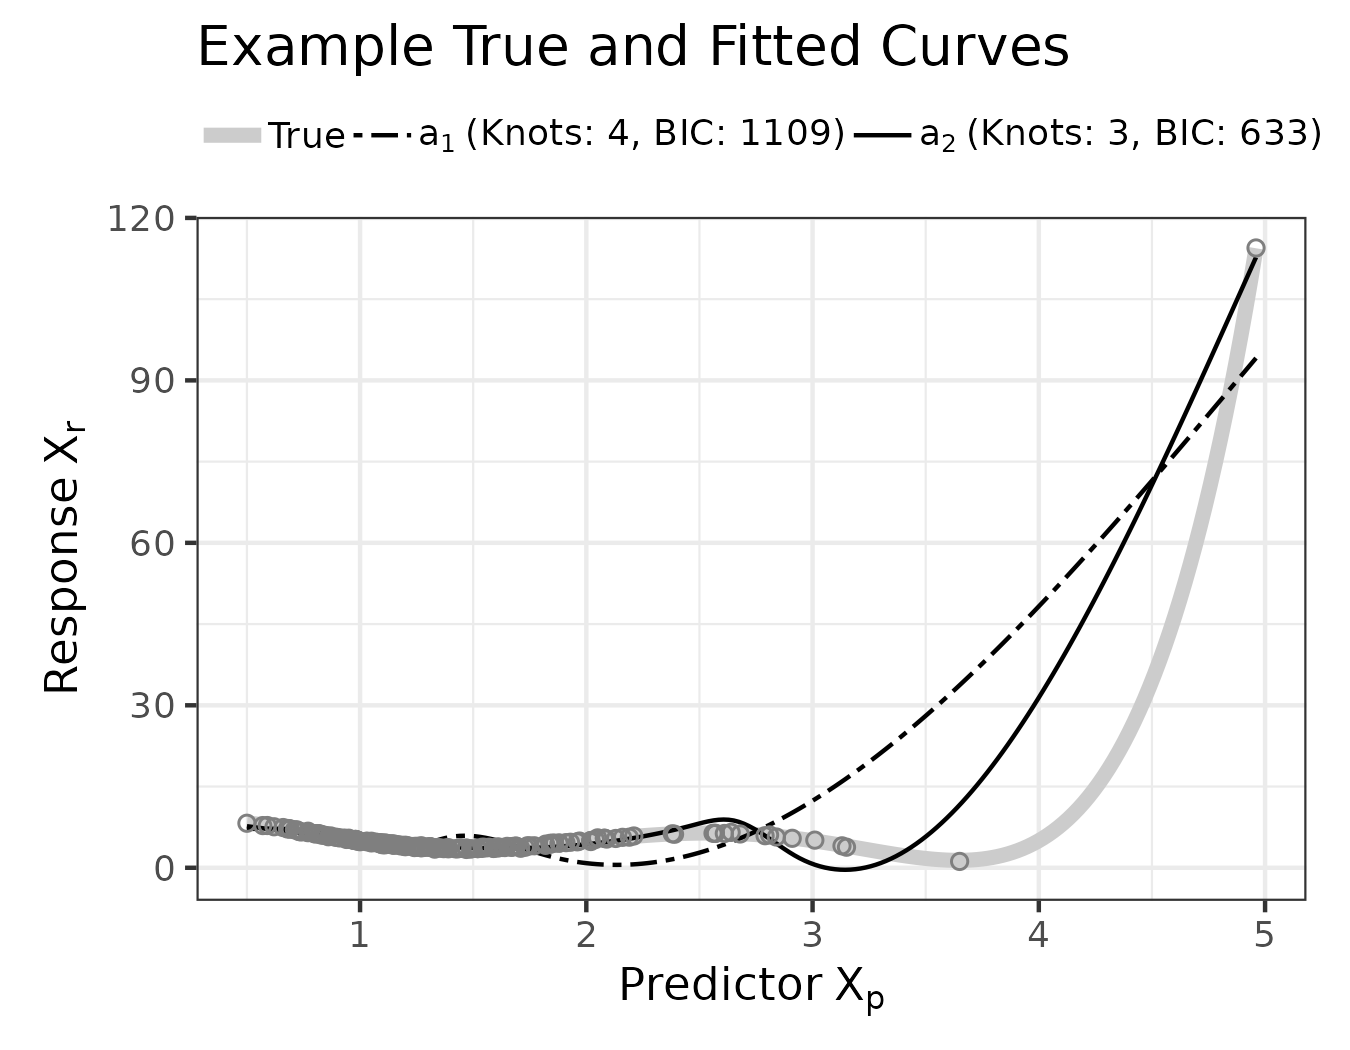 Example True and Fitted Curves
True a₁ (Knots: 4, BIC: 1109) a₂ (Knots: 3, BIC: 633)
120
90
60
30
0
Response Xᵣ
1 2 3 4 5
Predictor Xₚ